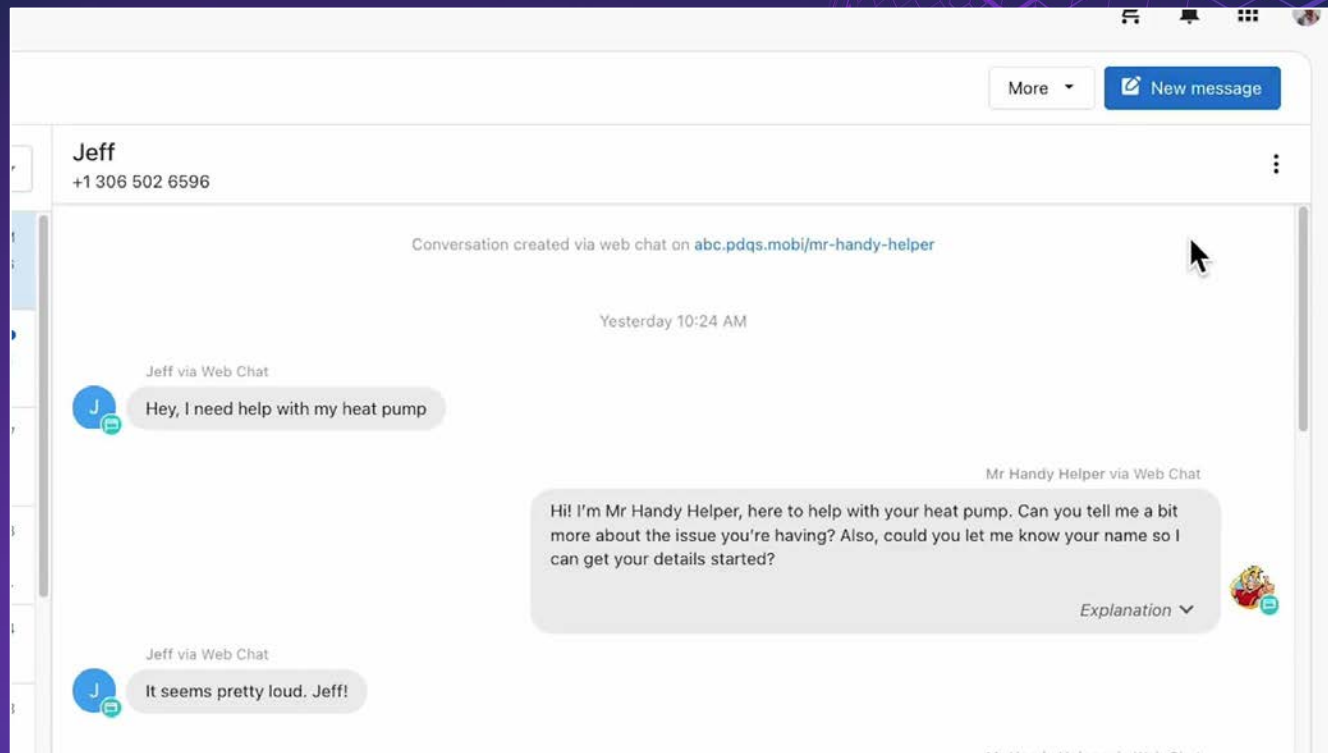 More
New message
Jeff
+1 306 502 6596
Conversation created via web chat on abc.pdqs.mobi/mr-handy-helper
Yesterday 10:24 AM
Jeff via Web Chat
J
Hey, I need help with my heat pump
Mr Handy Helper via Web Chat
Hi! I'm Mr Handy Helper, here to help with your heat pump. Can you tell me a bit
more about the issue you're having? Also, could you let me know your name so I
can get your details started?
Explanation
Jeff via Web Chat
J
It seems pretty loud. Jeff!